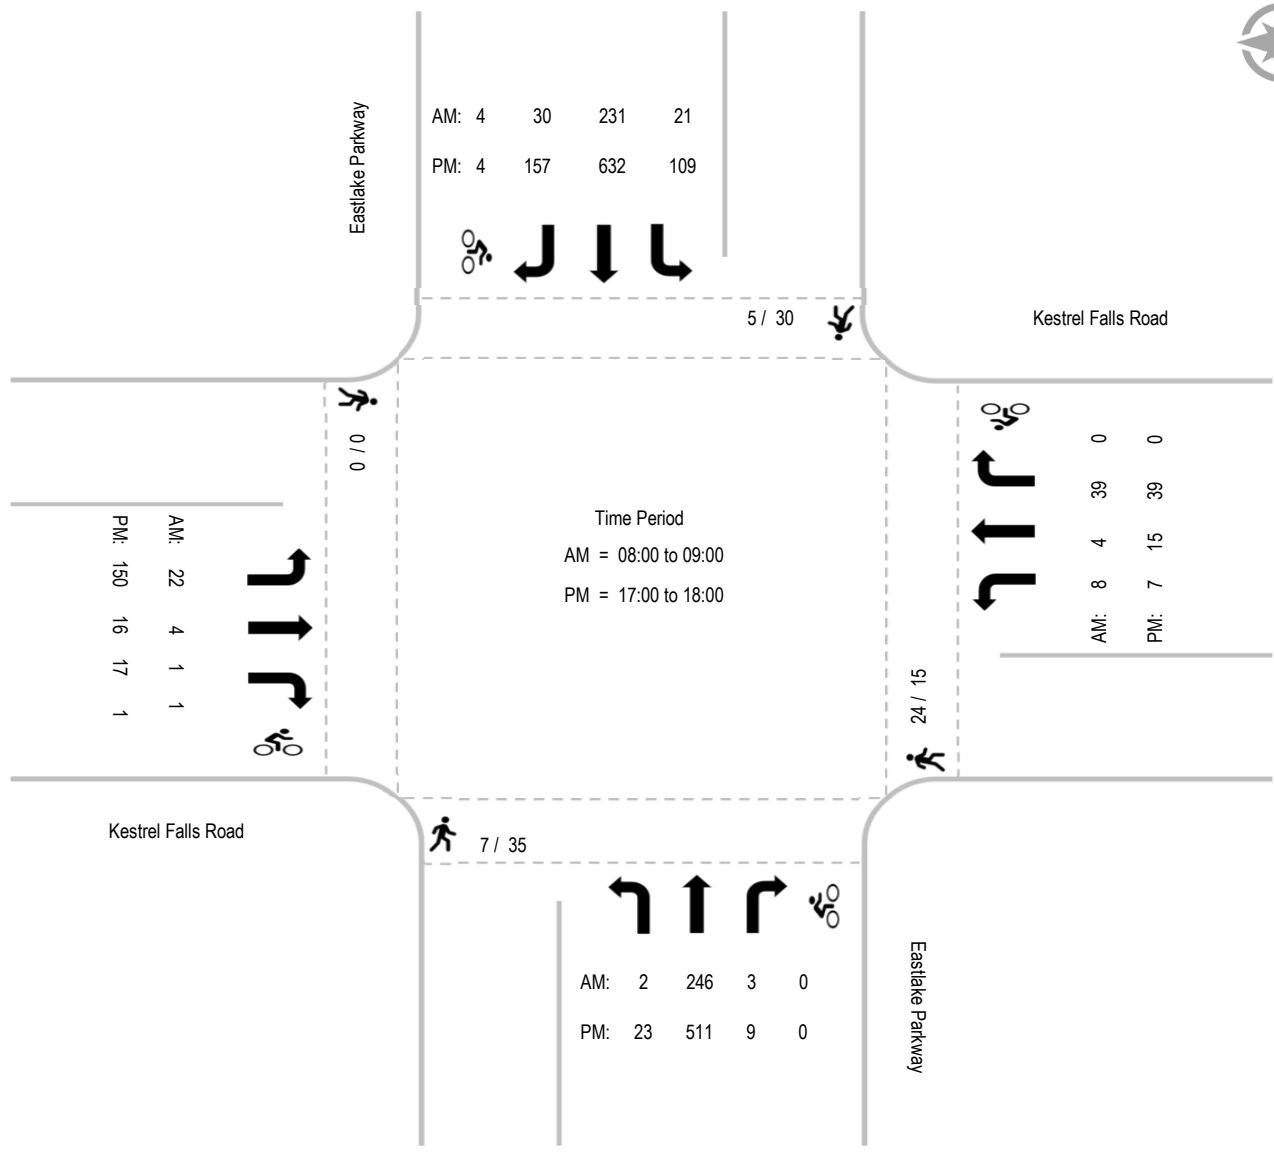 Eastlake Parkway
AM: 4 30 231 21
PM: 4 157 632 109
5 / 30
Kestrel Falls Road
0 / 0
PM: 150 16 17 1
AM: 22 4 1 1
Time Period
AM = 08:00 to 09:00
PM = 17:00 to 18:00
AM: 8 4 39 0
PM: 7 15 39 0
24 / 15
Kestrel Falls Road
7 / 35
AM: 2 246 3 0
PM: 23 511 9 0
Eastlake Parkway